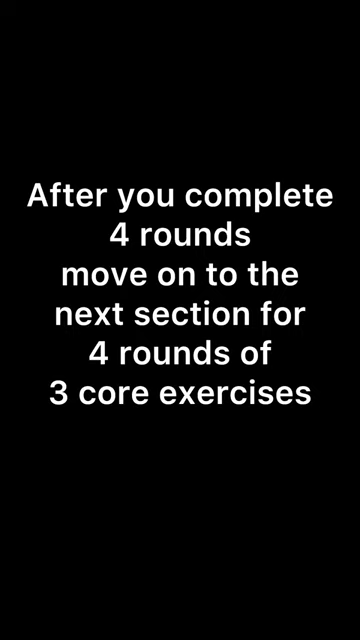 After you complete
4 rounds
move on to the
next section for
4 rounds of
3 core exercises